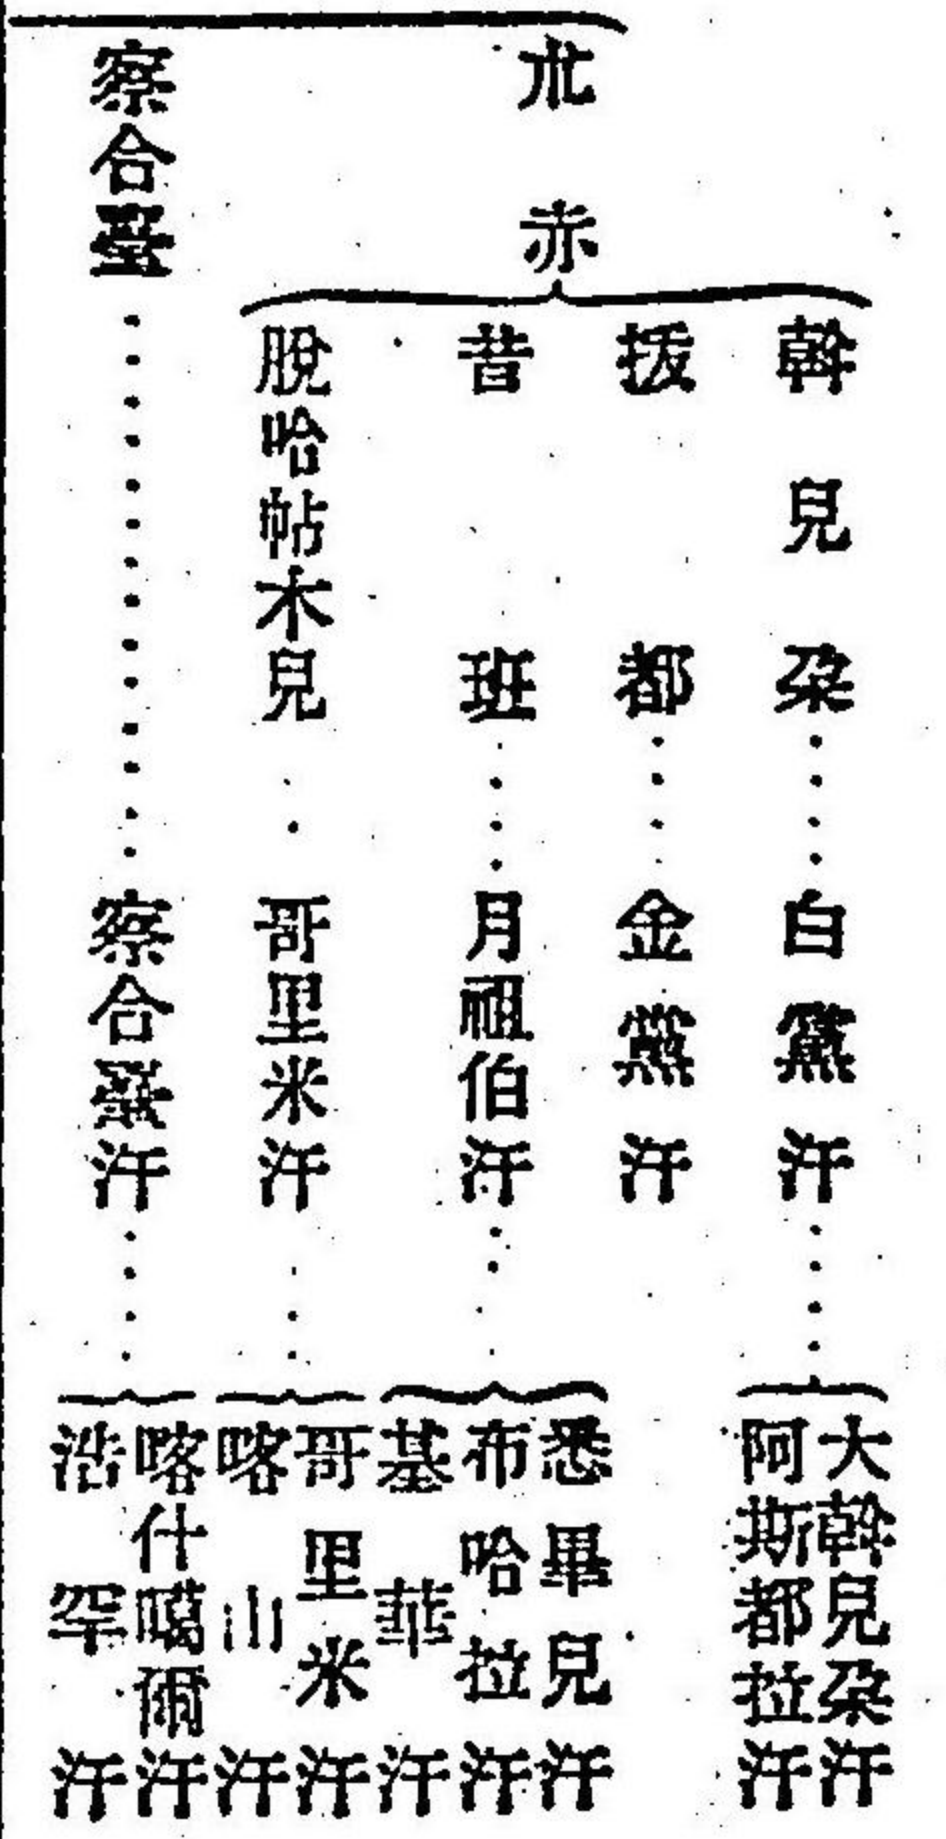 朮赤
斡兒朶
白黨汗
大斡兒朶汗
阿斯都拉汗
拔都
金黨汗
昔班
月祖伯汗
悉畢兒汗
布哈拉汗
基華汗
脫哈帖木兒
哥里米汗
哥里米汗
喀山汗
察合臺
察合臺汗
喀什噶爾汗
浩罕汗